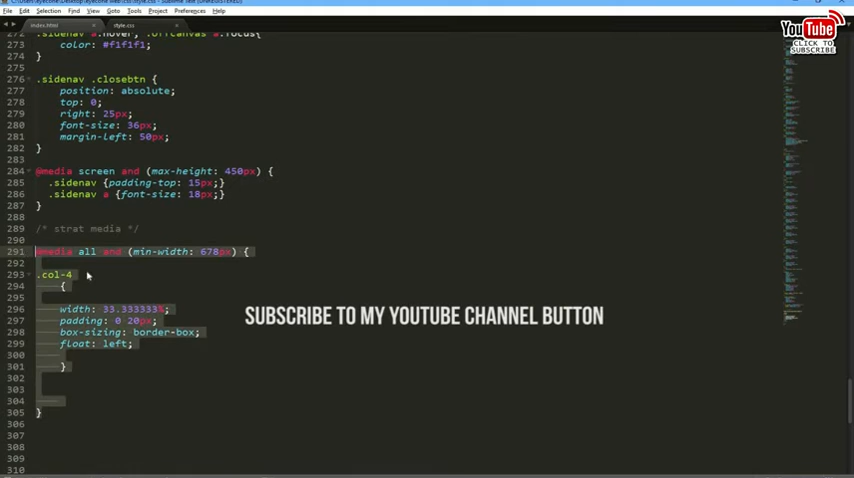 File Edit Selection Find View Goto Tools Project Preferences Help
index.html × style.css ×
YouTube
CLICK TO
SUBSCRIBE
272 .sidenav a:hover, .offcanvas a:focus{
273 color: #f1f1f1;
274 }
275
276 .sidenav .closebtn {
277 position: absolute;
278 top: 0;
279 right: 25px;
280 font-size: 36px;
281 margin-left: 50px;
282 }
283
284 @media screen and (max-height: 450px) {
285 .sidenav {padding-top: 15px;}
286 .sidenav a {font-size: 18px;}
287 }
288
289 /* strat media */
290
291 @media all and (min-width: 678px) {
292
293 .col-4
294 {
295
296 width: 33.333333%;
297 padding: 0 20px;
298 box-sizing: border-box;
299 float: left;
300
301 }
302
303
304
305 }
306
307
308
309
310
SUBSCRIBE TO MY YOUTUBE CHANNEL BUTTON